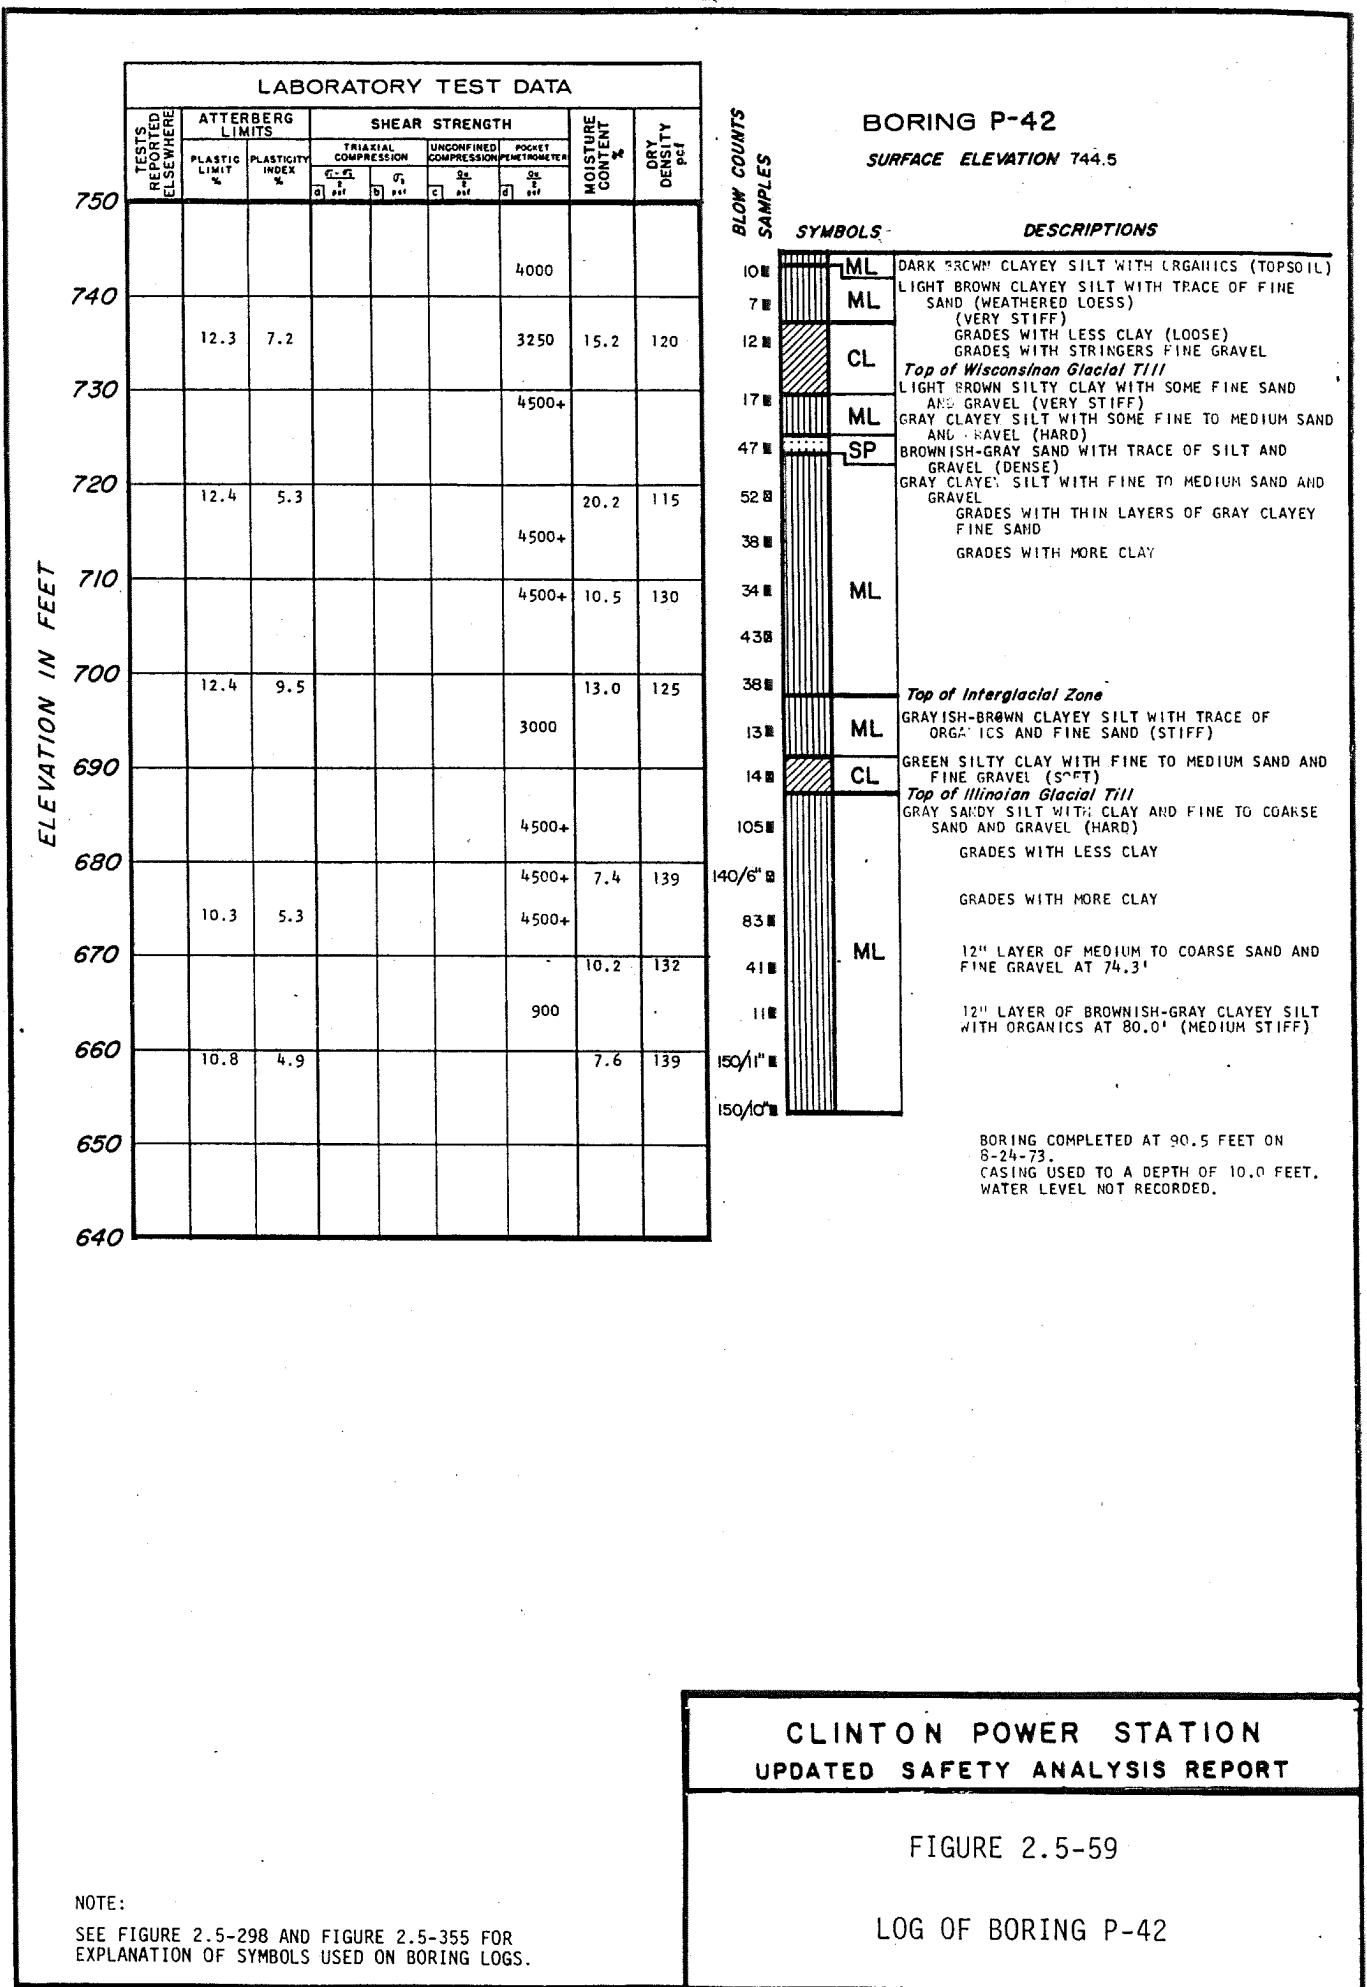 LABORATORY TEST DATA
TESTS REPORTED ELSEWHERE
ATTERBERG LIMITS
PLASTIC LIMIT %
PLASTICITY INDEX %
SHEAR STRENGTH
TRIAXIAL COMPRESSION
UNCONFINED COMPRESSION
POCKET PENETROMETER
a psf
b psf
c psf
d psf
MOISTURE CONTENT %
DRY DENSITY pcf
BLOW COUNTS
SAMPLES
BORING P-42
SURFACE ELEVATION 744.5
SYMBOLS
DESCRIPTIONS
ELEVATION IN FEET
750
4000
740
12.3 7.2 3250 15.2 120
730
4500+
720
12.4 5.3 20.2 115
4500+
710
4500+ 10.5 130
700
12.4 9.5 13.0 125
3000
690
4500+
680
4500+ 7.4 139
10.3 5.3 4500+
670
10.2 132
900
660
10.8 4.9 7.6 139
650
640
10
7
12
17
47
52
38
34
43
38
13
14
105
140/6"
83
41
11
150/11"
150/10"
ML
ML
CL
ML
SP
ML
ML
CL
ML
DARK BROWN CLAYEY SILT WITH ORGANICS (TOPSOIL)
LIGHT BROWN CLAYEY SILT WITH TRACE OF FINE
SAND (WEATHERED LOESS)
(VERY STIFF)
GRADES WITH LESS CLAY (LOOSE)
GRADES WITH STRINGERS FINE GRAVEL
Top of Wisconsinan Glacial Till
LIGHT BROWN SILTY CLAY WITH SOME FINE SAND
AND GRAVEL (VERY STIFF)
GRAY CLAYEY SILT WITH SOME FINE TO MEDIUM SAND
AND GRAVEL (HARD)
BROWNISH-GRAY SAND WITH TRACE OF SILT AND
GRAVEL (DENSE)
GRAY CLAYEY SILT WITH FINE TO MEDIUM SAND AND
GRAVEL
GRADES WITH THIN LAYERS OF GRAY CLAYEY
FINE SAND
GRADES WITH MORE CLAY
Top of Interglacial Zone
GRAYISH-BROWN CLAYEY SILT WITH TRACE OF
ORGANICS AND FINE SAND (STIFF)
GREEN SILTY CLAY WITH FINE TO MEDIUM SAND AND
FINE GRAVEL (SOFT)
Top of Illinoian Glacial Till
GRAY SANDY SILT WITH CLAY AND FINE TO COARSE
SAND AND GRAVEL (HARD)
GRADES WITH LESS CLAY
GRADES WITH MORE CLAY
12" LAYER OF MEDIUM TO COARSE SAND AND
FINE GRAVEL AT 74.3'
12" LAYER OF BROWNISH-GRAY CLAYEY SILT
WITH ORGANICS AT 80.0' (MEDIUM STIFF)
BORING COMPLETED AT 90.5 FEET ON
8-24-73.
CASING USED TO A DEPTH OF 10.0 FEET.
WATER LEVEL NOT RECORDED.
NOTE:
SEE FIGURE 2.5-298 AND FIGURE 2.5-355 FOR
EXPLANATION OF SYMBOLS USED ON BORING LOGS.
CLINTON POWER STATION
UPDATED SAFETY ANALYSIS REPORT
FIGURE 2.5-59
LOG OF BORING P-42